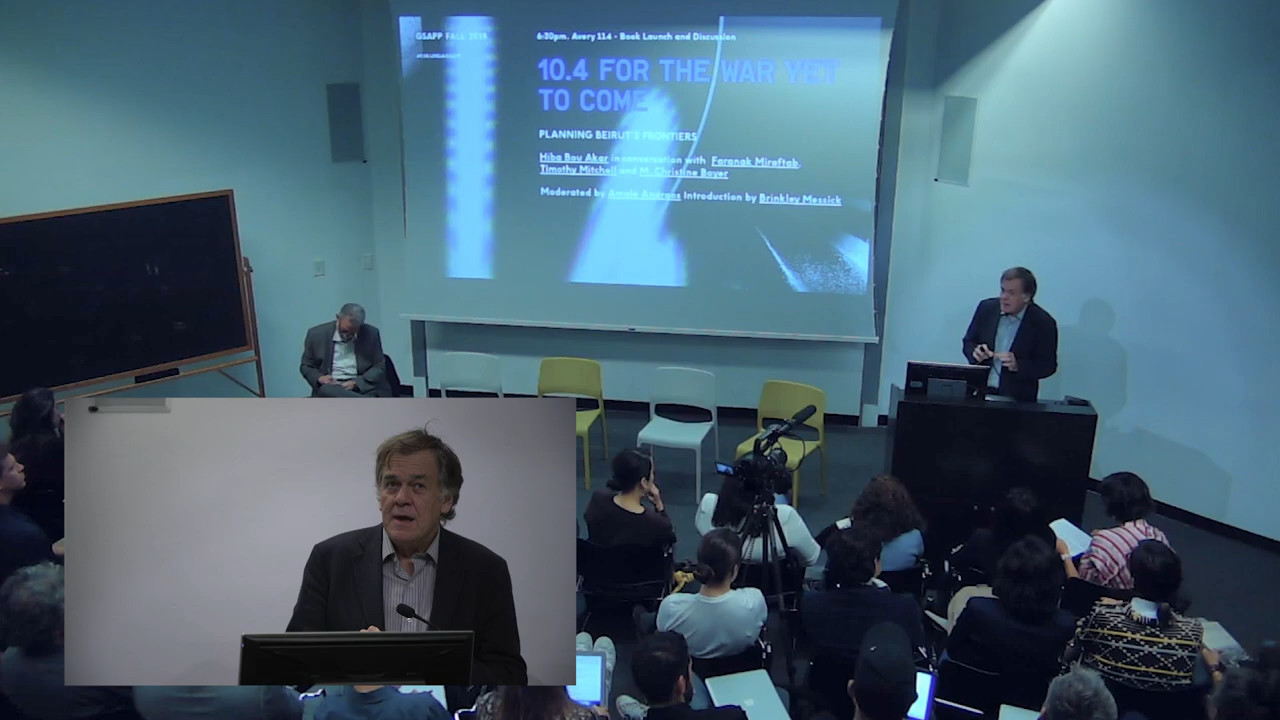 GSAPP FALL 2018
6:30pm, Avery 114 - Book Launch and Discussion
10.4 FOR THE WAR YET
TO COME
PLANNING BEIRUT'S FRONTIERS
Hiba Bou Akar in conversation with Faranak Miraftab,
Timothy Mitchell and M. Christine Boyer
Moderated by Amale Andraos Introduction by Brinkley Messick